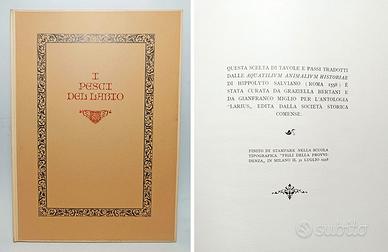 I
PESCI
DEL LARIO
QUESTA SCELTA DI TAVOLE E PASSI TRADOTTI
DALLE AQUATILIUM ANIMALIUM HISTORIAE
DI HIPPOLYTO SALVIANO (ROMA 1558) È
STATA CURATA DA GRAZIELLA BERTANI E
DA GIANFRANCO MIGLIO PER L'ANTOLOGIA
"LARIUS", EDITA DALLA SOCIETÀ STORICA
COMENSE.
FINITO DI STAMPARE NELLA SCUOLA
TIPOGRAFICA "FIGLI DELLA PROVVI-
DENZA", IN MILANO IL 31 LUGLIO 1958
subito